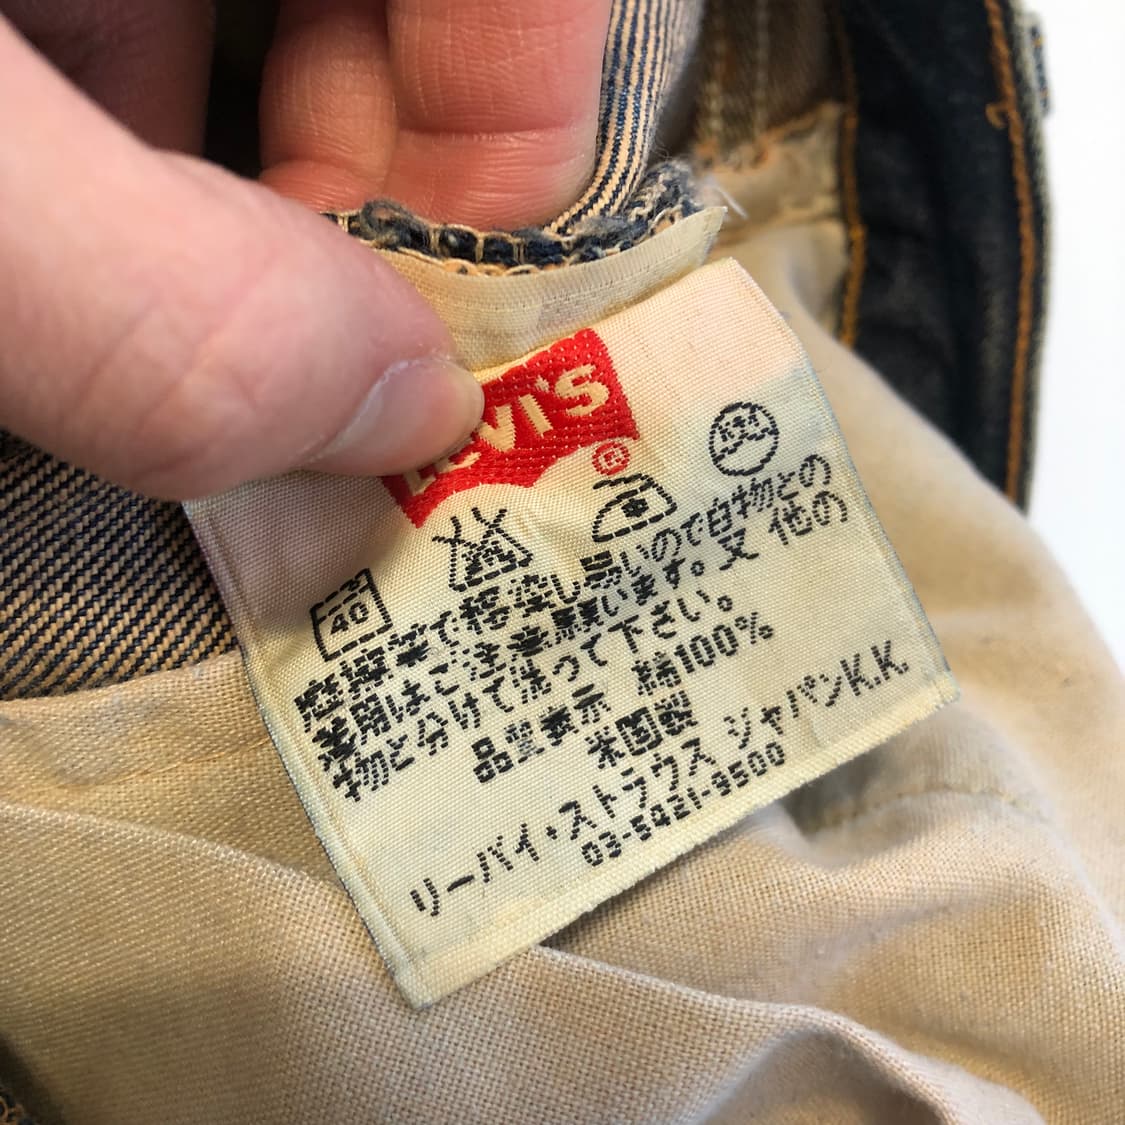 LEVI'S
®
40
摩擦等で移染し易いので白物との
着用はご注意願います。又 他の
物と分けて洗って下さい。
品質表示 綿100%
米国製
リーバイ・ストラウス ジャパンK.K.
03-5421-9500